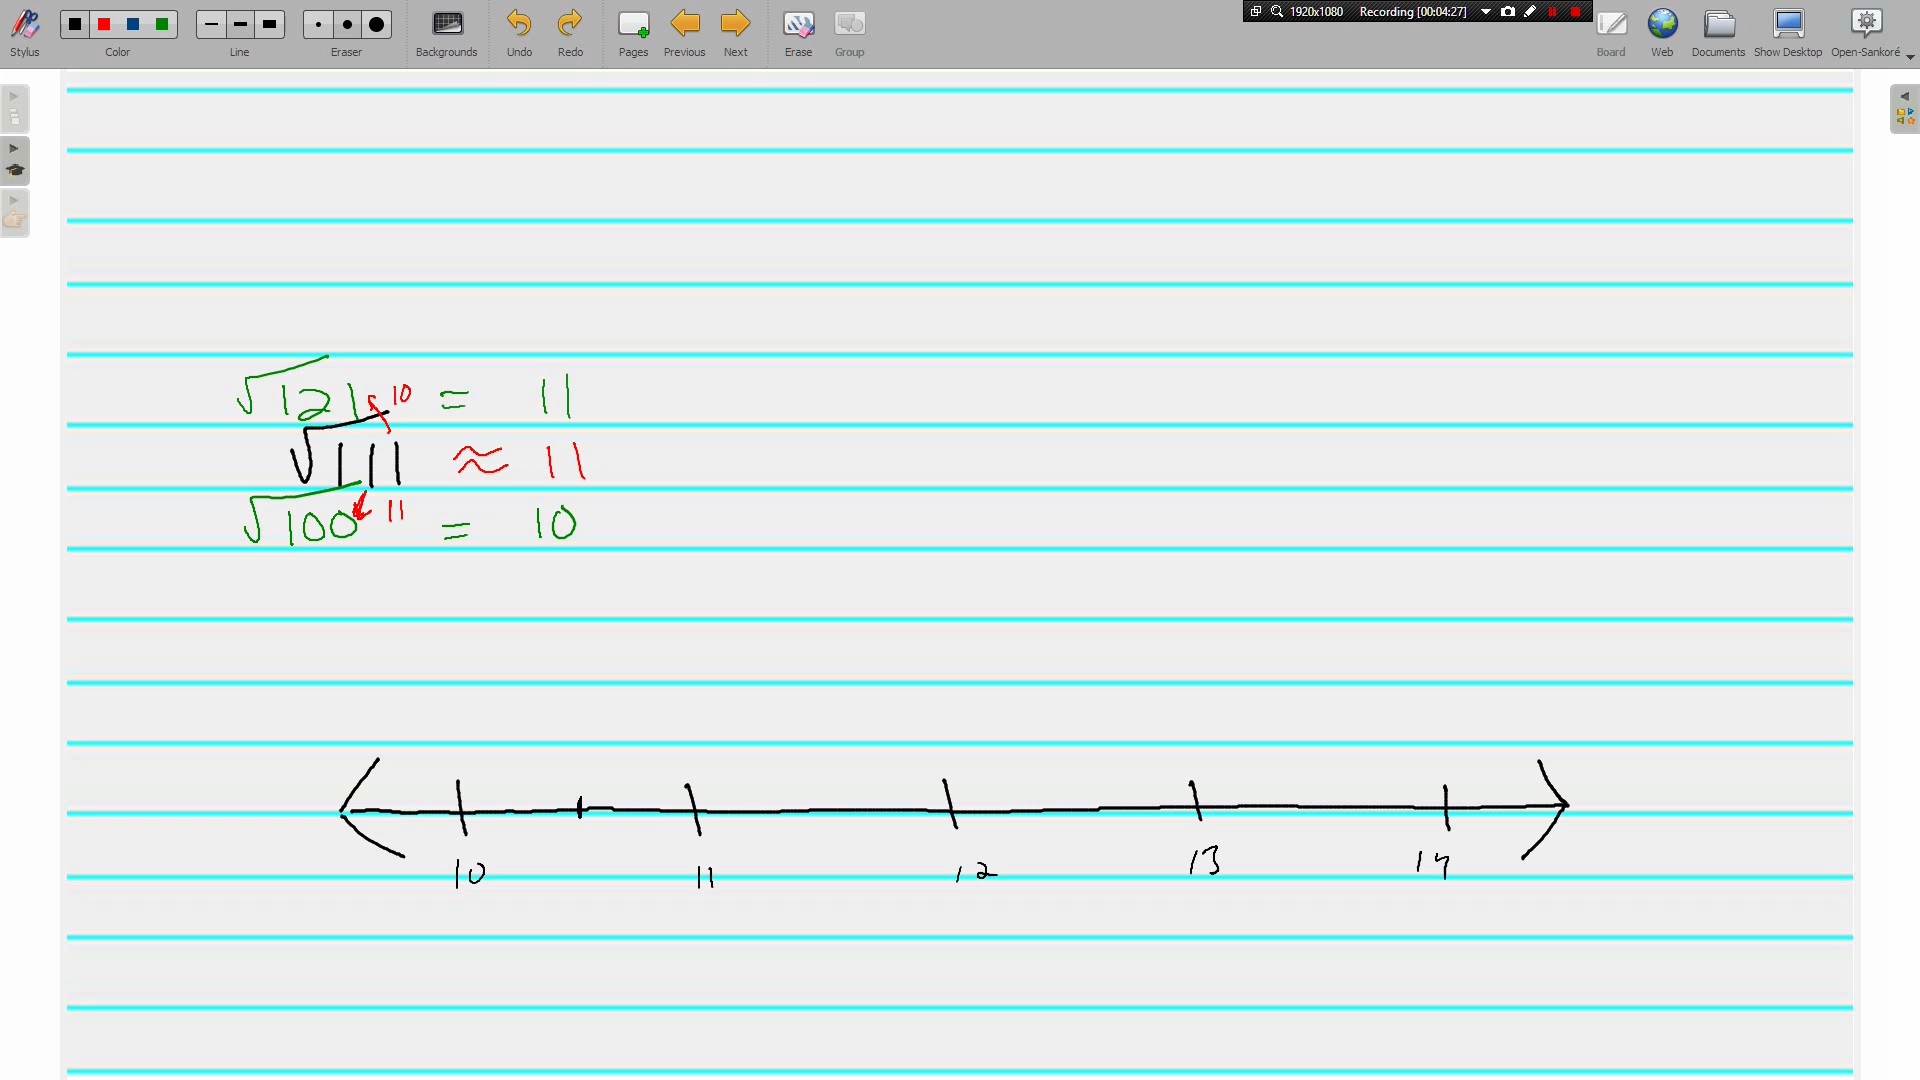 1920x1080 Recording [00:04:27]
Stylus Color Line Eraser Backgrounds Undo Redo Pages Previous Next Erase Group Board Web Documents Show Desktop Open-Sankoré
√121 = 11
10
√111 ≈ 11
11
√100 = 10
10 11 12 13 14